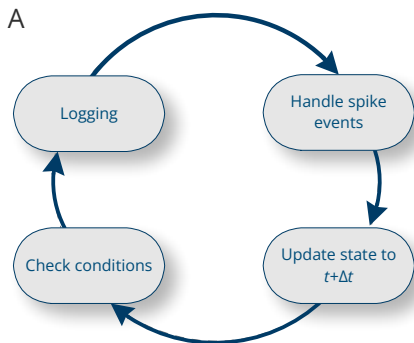 A
Logging
Handle spike
events
Check conditions
Update state to
t+Δt